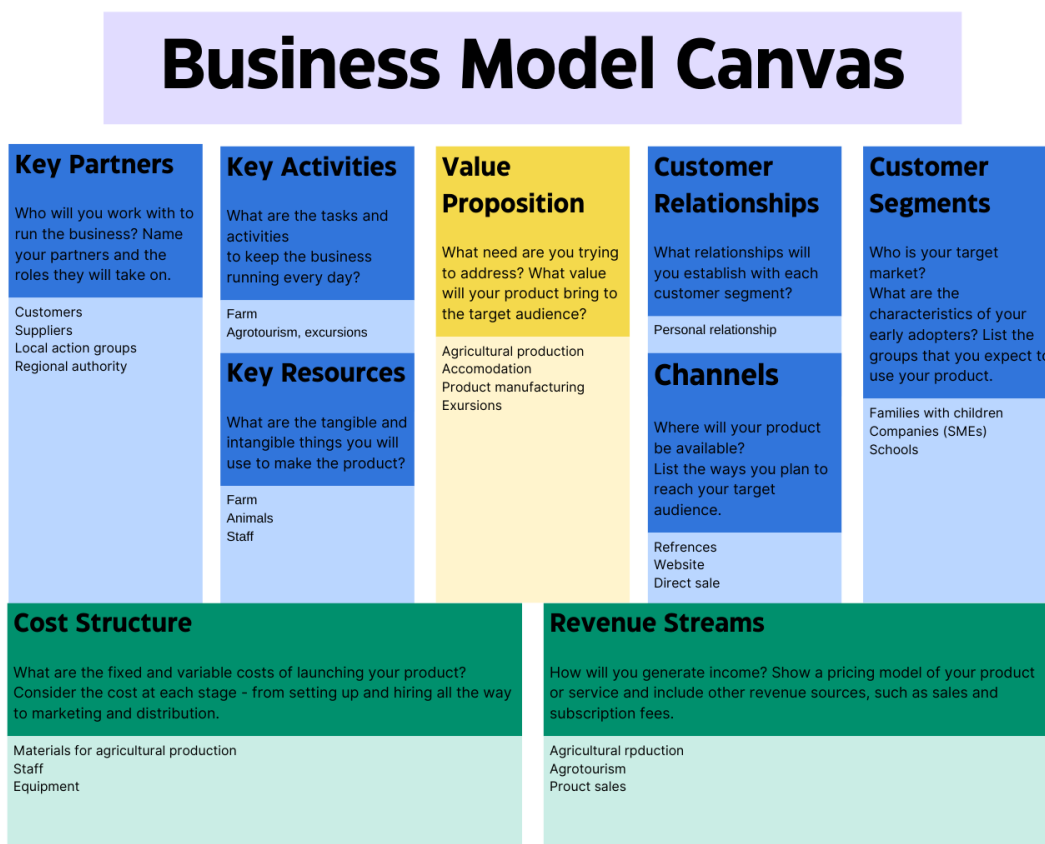 Business Model Canvas
Key Partners
Who will you work with to
run the business? Name
your partners and the
roles they will take on.
Customers
Suppliers
Local action groups
Regional authority
Key Activities
What are the tasks and
activities
to keep the business
running every day?
Farm
Agrotourism, excursions
Key Resources
What are the tangible and
intangible things you will
use to make the product?
Farm
Animals
Staff
Value
Proposition
What need are you trying
to address? What value
will your product bring to
the target audience?
Agricultural production
Accomodation
Product manufacturing
Exursions
Customer
Relationships
What relationships will
you establish with each
customer segment?
Personal relationship
Channels
Where will your product
be available?
List the ways you plan to
reach your target
audience.
Refrences
Website
Direct sale
Customer
Segments
Who is your target
market?
What are the
characteristics of your
early adopters? List the
groups that you expect to
use your product.
Families with children
Companies (SMEs)
Schools
Cost Structure
What are the fixed and variable costs of launching your product?
Consider the cost at each stage - from setting up and hiring all the way
to marketing and distribution.
Materials for agricultural production
Staff
Equipment
Revenue Streams
How will you generate income? Show a pricing model of your product
or service and include other revenue sources, such as sales and
subscription fees.
Agricultural rpduction
Agrotourism
Prouct sales